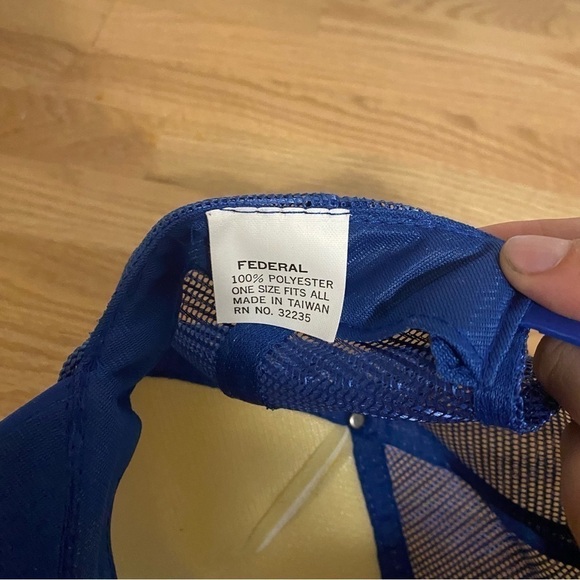 FEDERAL
100% POLYESTER
ONE SIZE FITS ALL
MADE IN TAIWAN
RN NO. 32235